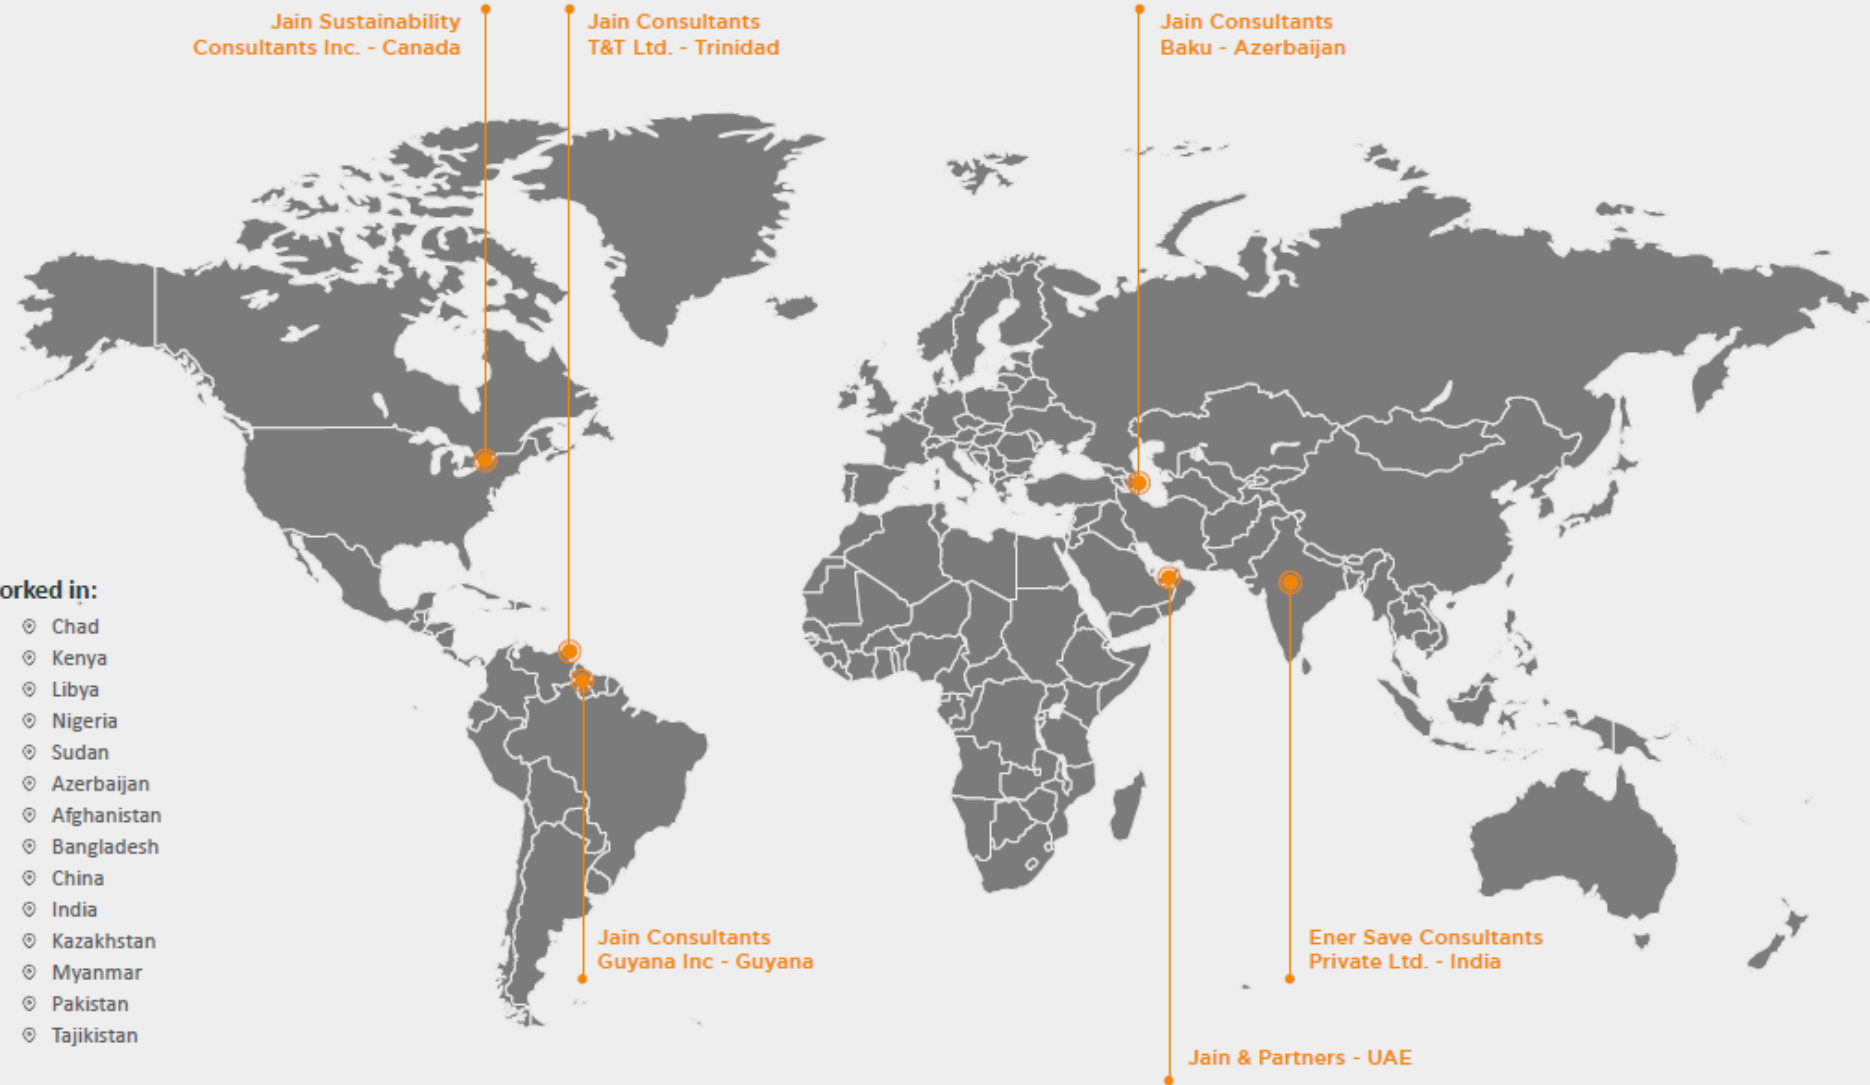 Jain Sustainability
Consultants Inc. - Canada
Jain Consultants
T&T Ltd. - Trinidad
Jain Consultants
Baku - Azerbaijan
orked in:
Chad
Kenya
Libya
Nigeria
Sudan
Azerbaijan
Afghanistan
Bangladesh
China
India
Kazakhstan
Myanmar
Pakistan
Tajikistan
Jain Consultants
Guyana Inc - Guyana
Ener Save Consultants
Private Ltd. - India
Jain & Partners - UAE